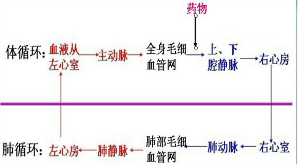 药物
体循环：血液从左心室 主动脉 全身毛细血管网 上、下腔静脉 右心房
肺循环：左心房 肺静脉 肺部毛细血管网 肺动脉 右心室